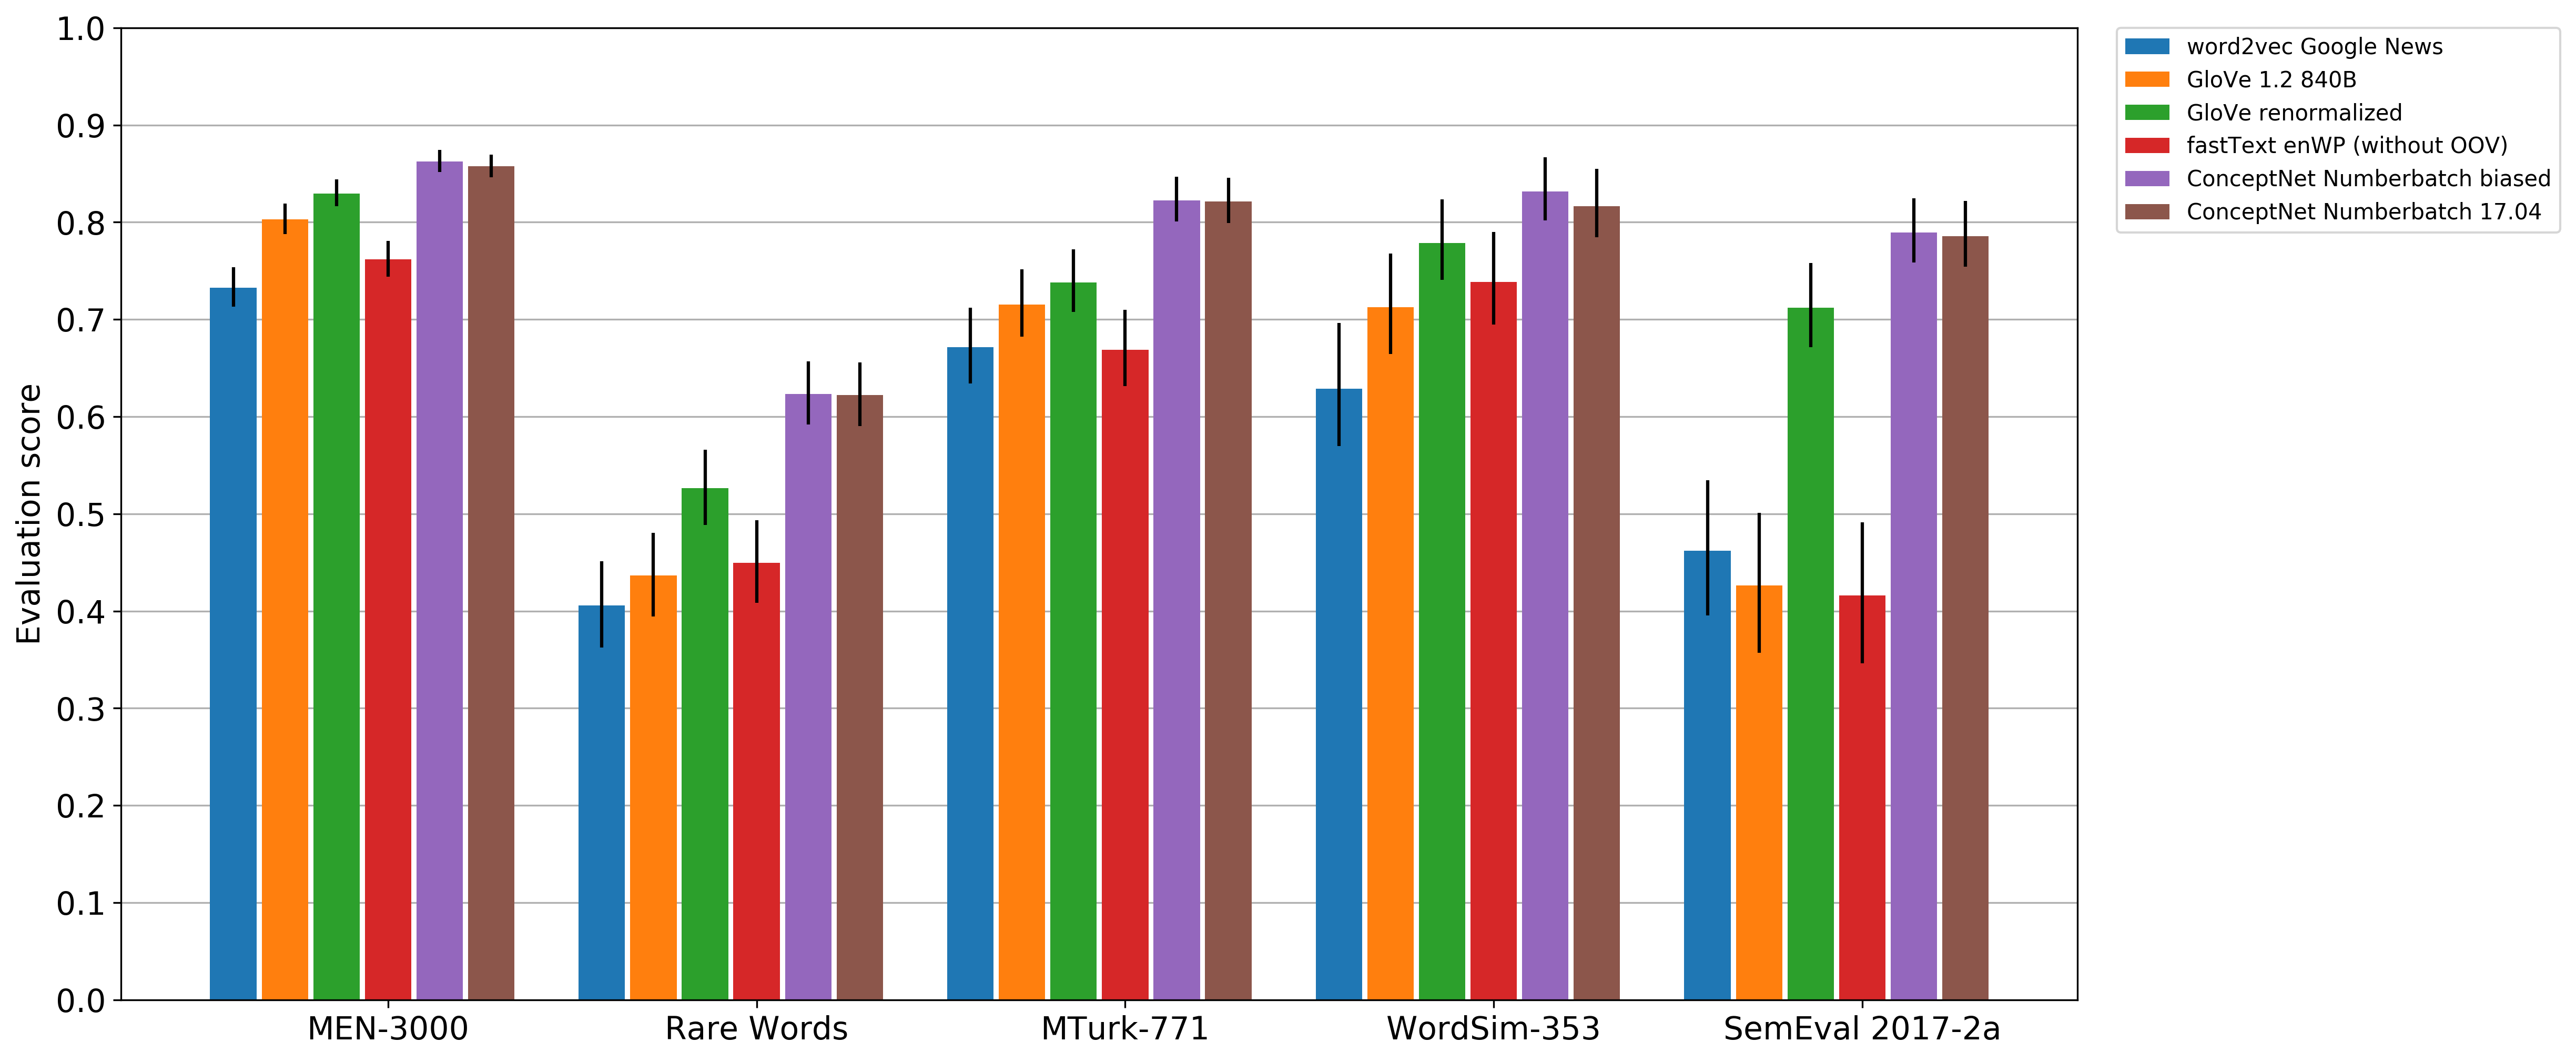 1.0
0.9
0.8
0.7
0.6
0.5
0.4
0.3
0.2
0.1
0.0
Evaluation score
MEN-3000
Rare Words
MTurk-771
WordSim-353
SemEval 2017-2a
word2vec Google News
GloVe 1.2 840B
GloVe renormalized
fastText enWP (without OOV)
ConceptNet Numberbatch biased
ConceptNet Numberbatch 17.04